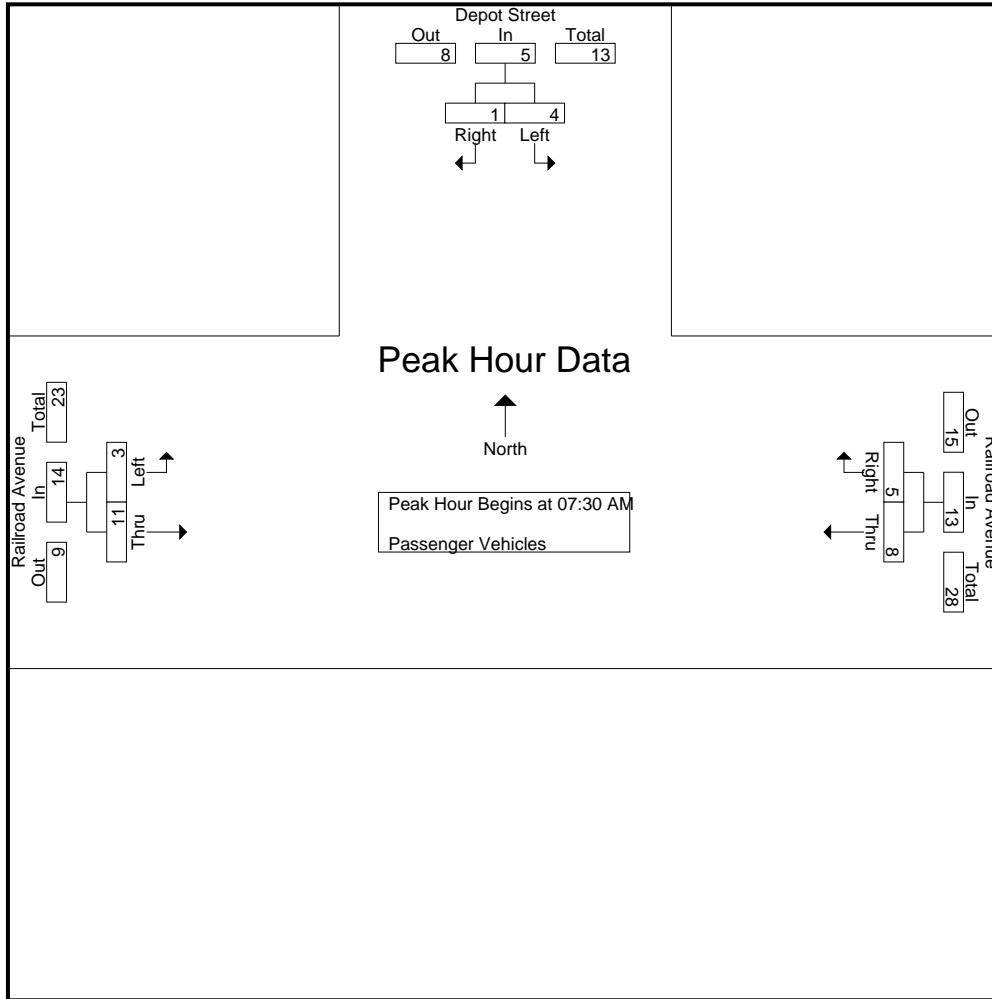 Depot Street
Out In Total
8 5 13
1 4
Right Left
Peak Hour Data
North
Peak Hour Begins at 07:30 AM
Passenger Vehicles
Railroad Avenue
Out In Total
9 14 23
11 3
Thru Left
Railroad Avenue
Out In Total
15 13 28
5 8
Right Thru